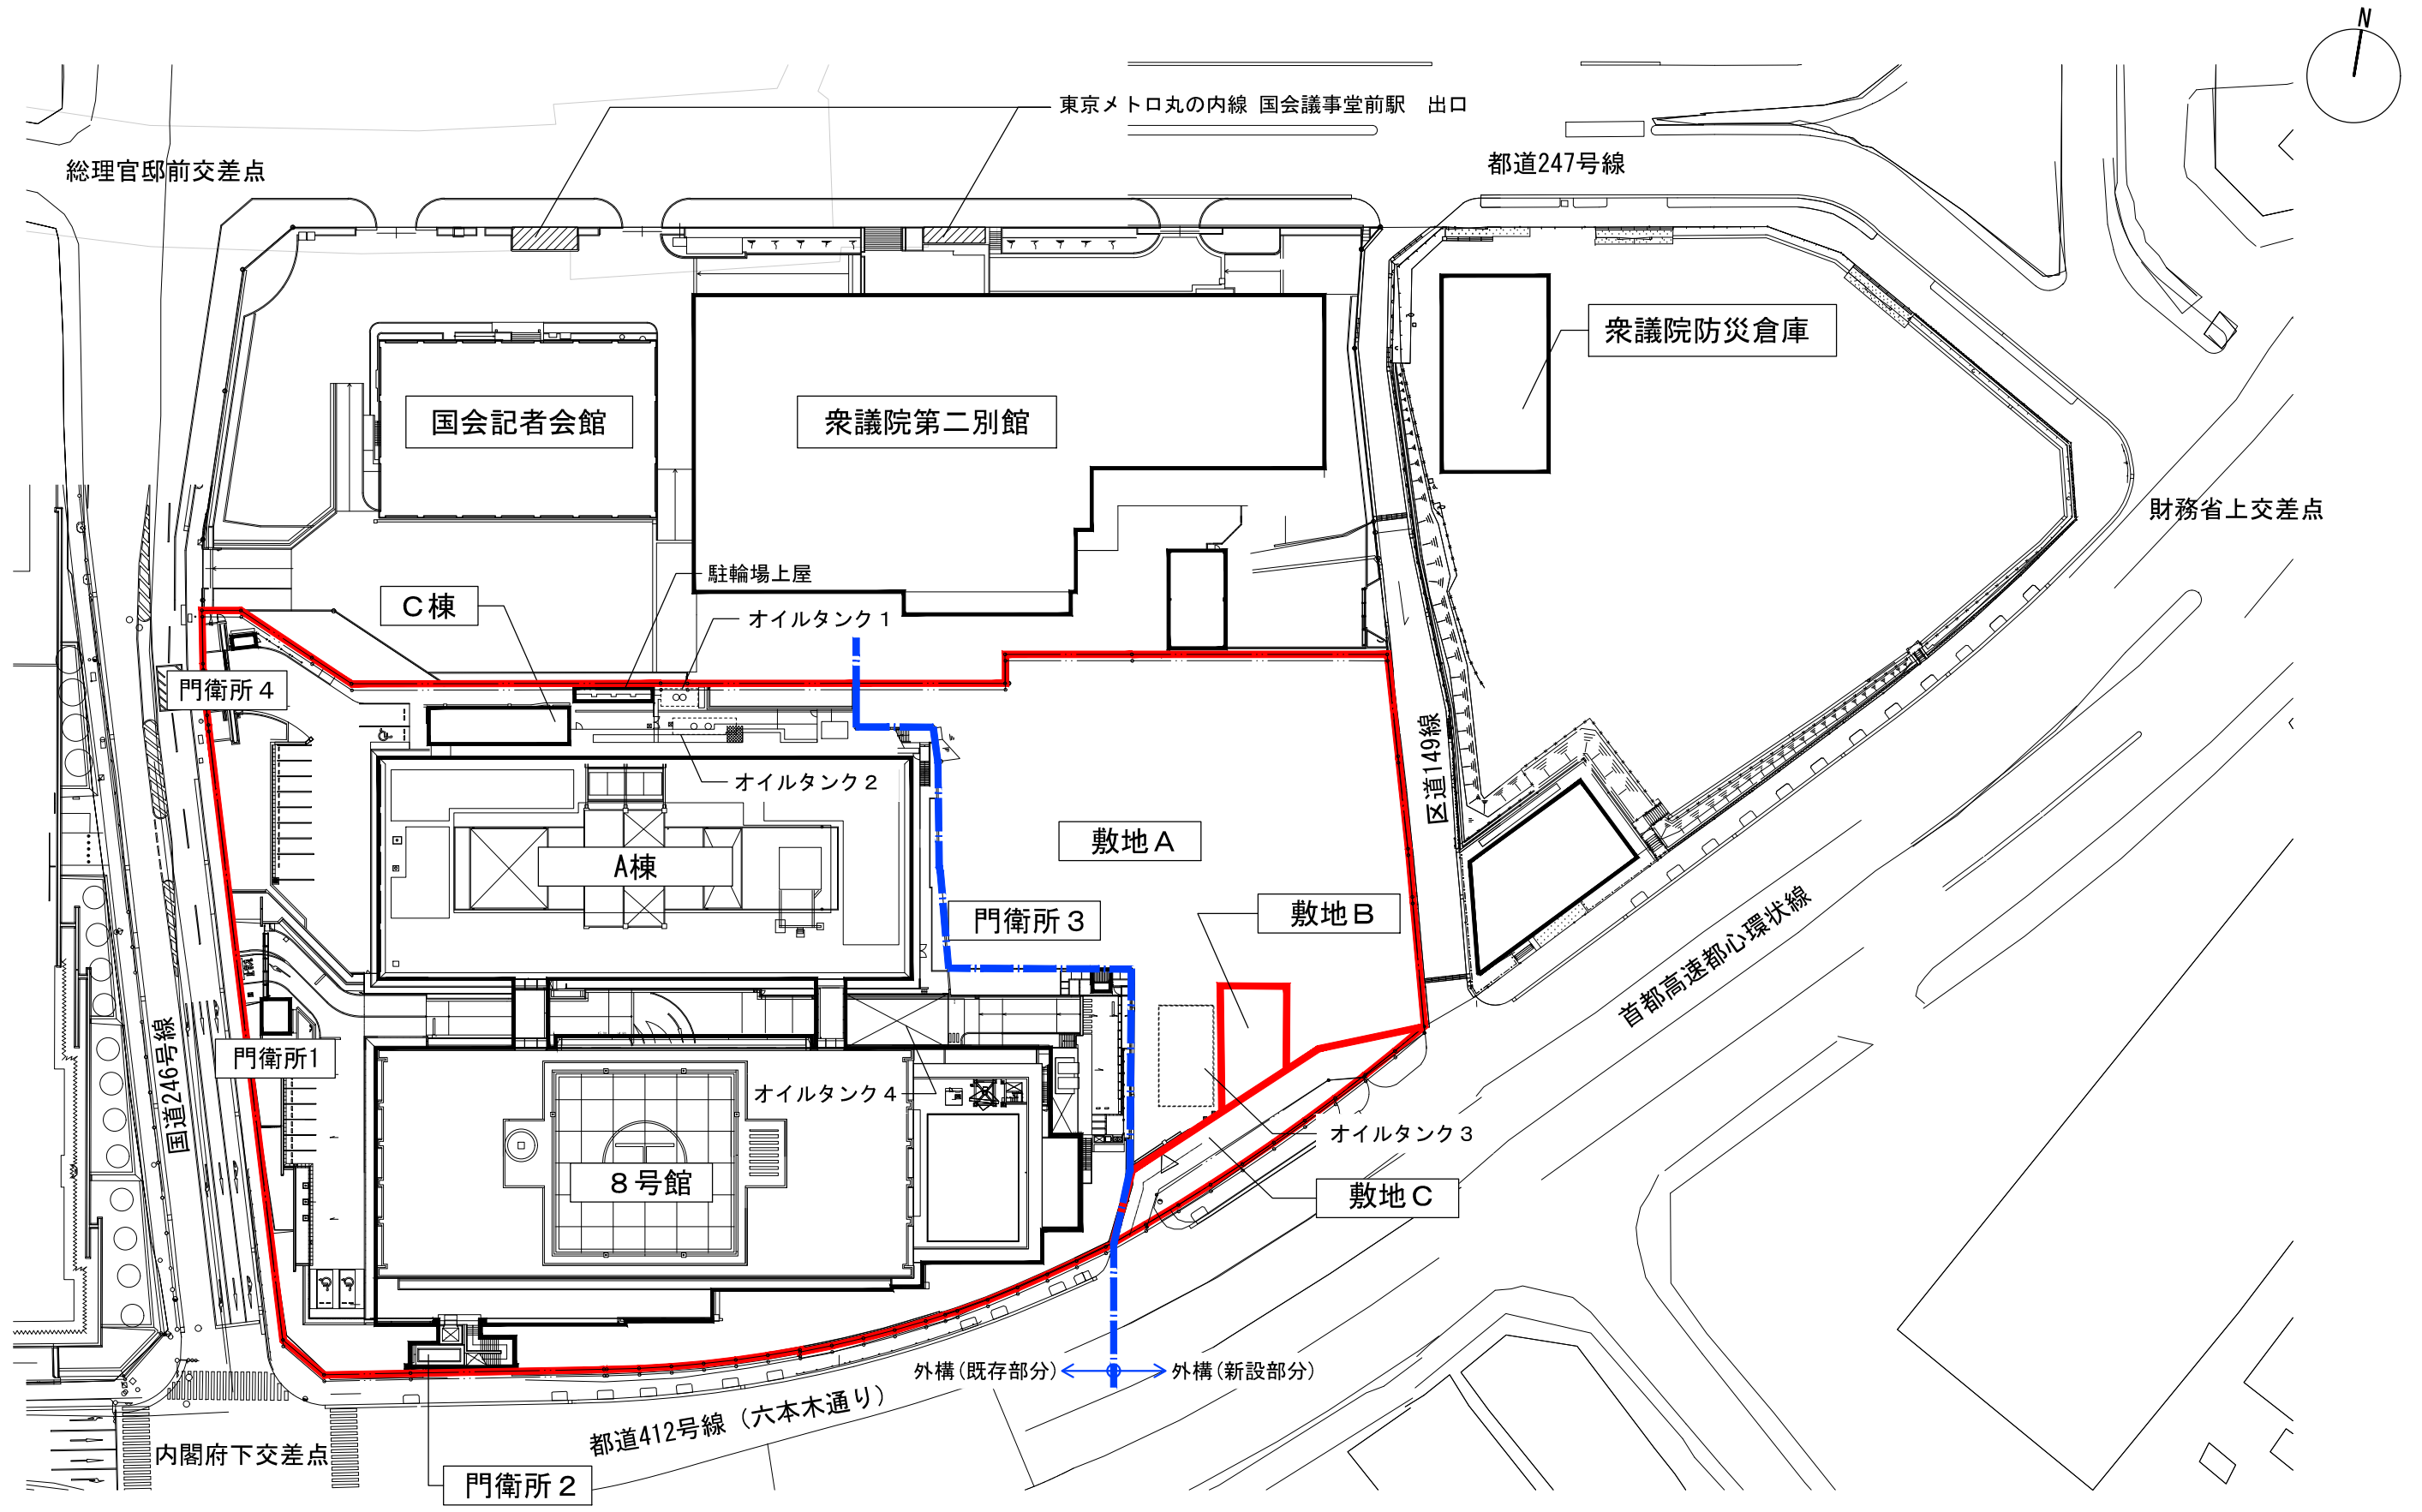 N
東京メトロ丸の内線 国会議事堂前駅　出口
総理官邸前交差点
都道247号線
衆議院防災倉庫
国会記者会館
衆議院第二別館
財務省上交差点
駐輪場上屋
C棟
オイルタンク1
門衛所4
区道149線
オイルタンク2
敷地A
A棟
敷地B
門衛所3
首都高速都心環状線
国道246号線
門衛所1
オイルタンク4
オイルタンク3
8号館
敷地C
外構(既存部分)
外構(新設部分)
都道412号線（六本木通り）
内閣府下交差点
門衛所2